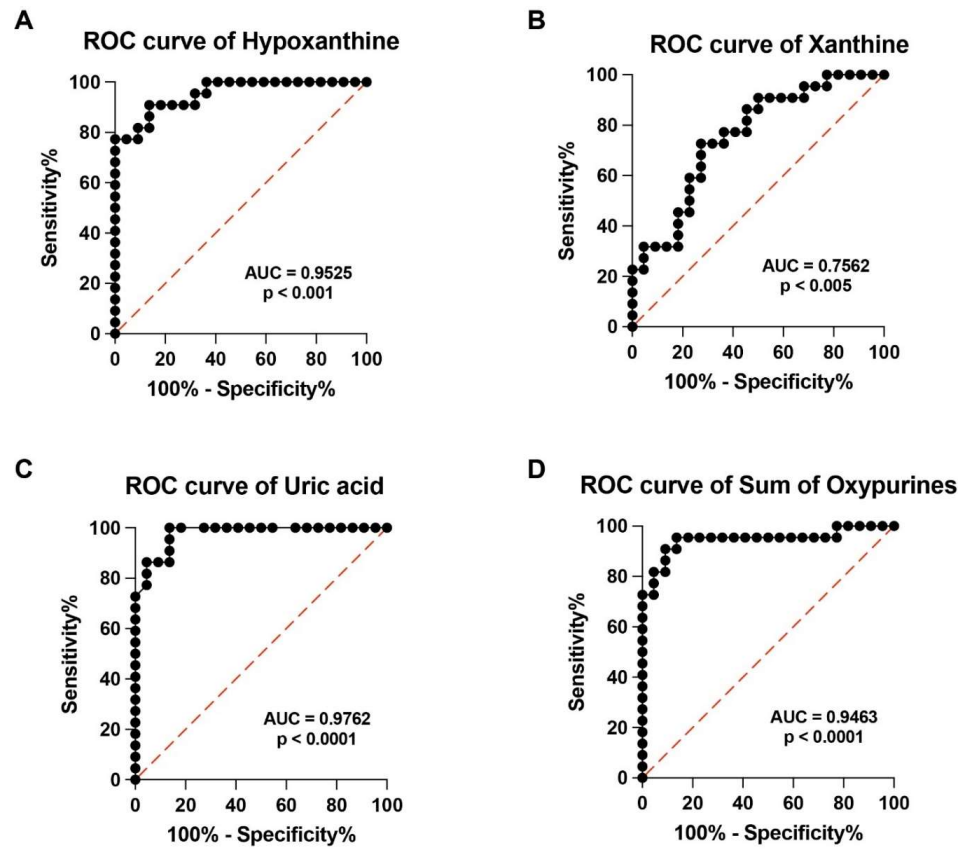 A
ROC curve of Hypoxanthine
100
80
60
40
20
0
Sensitivity%
AUC = 0.9525
p < 0.001
0 20 40 60 80 100
100% - Specificity%
B
ROC curve of Xanthine
100
80
60
40
20
0
Sensitivity%
AUC = 0.7562
p < 0.005
0 20 40 60 80 100
100% - Specificity%
C
ROC curve of Uric acid
100
80
60
40
20
0
Sensitivity%
AUC = 0.9762
p < 0.0001
0 20 40 60 80 100
100% - Specificity%
D
ROC curve of Sum of Oxypurines
100
80
60
40
20
0
Sensitivity%
AUC = 0.9463
p < 0.0001
0 20 40 60 80 100
100% - Specificity%